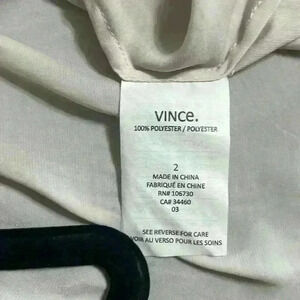 VINCE.
100% POLYESTER / POLYESTER
2
MADE IN CHINA
FABRIQUÉ EN CHINE
RN# 106730
CA# 34460
03
SEE REVERSE FOR CARE
VOIR AU VERSO POUR LES SOINS